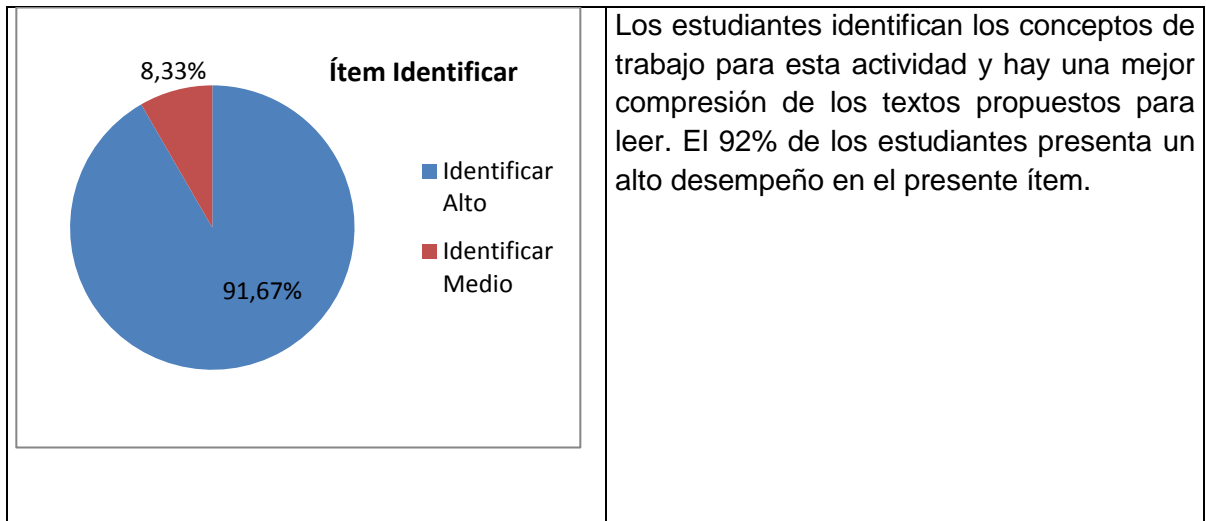 8,33%
Ítem Identificar
Identificar
Alto
Identificar
Medio
91,67%
Los estudiantes identifican los conceptos de
trabajo para esta actividad y hay una mejor
compresión de los textos propuestos para
leer. El 92% de los estudiantes presenta un
alto desempeño en el presente ítem.